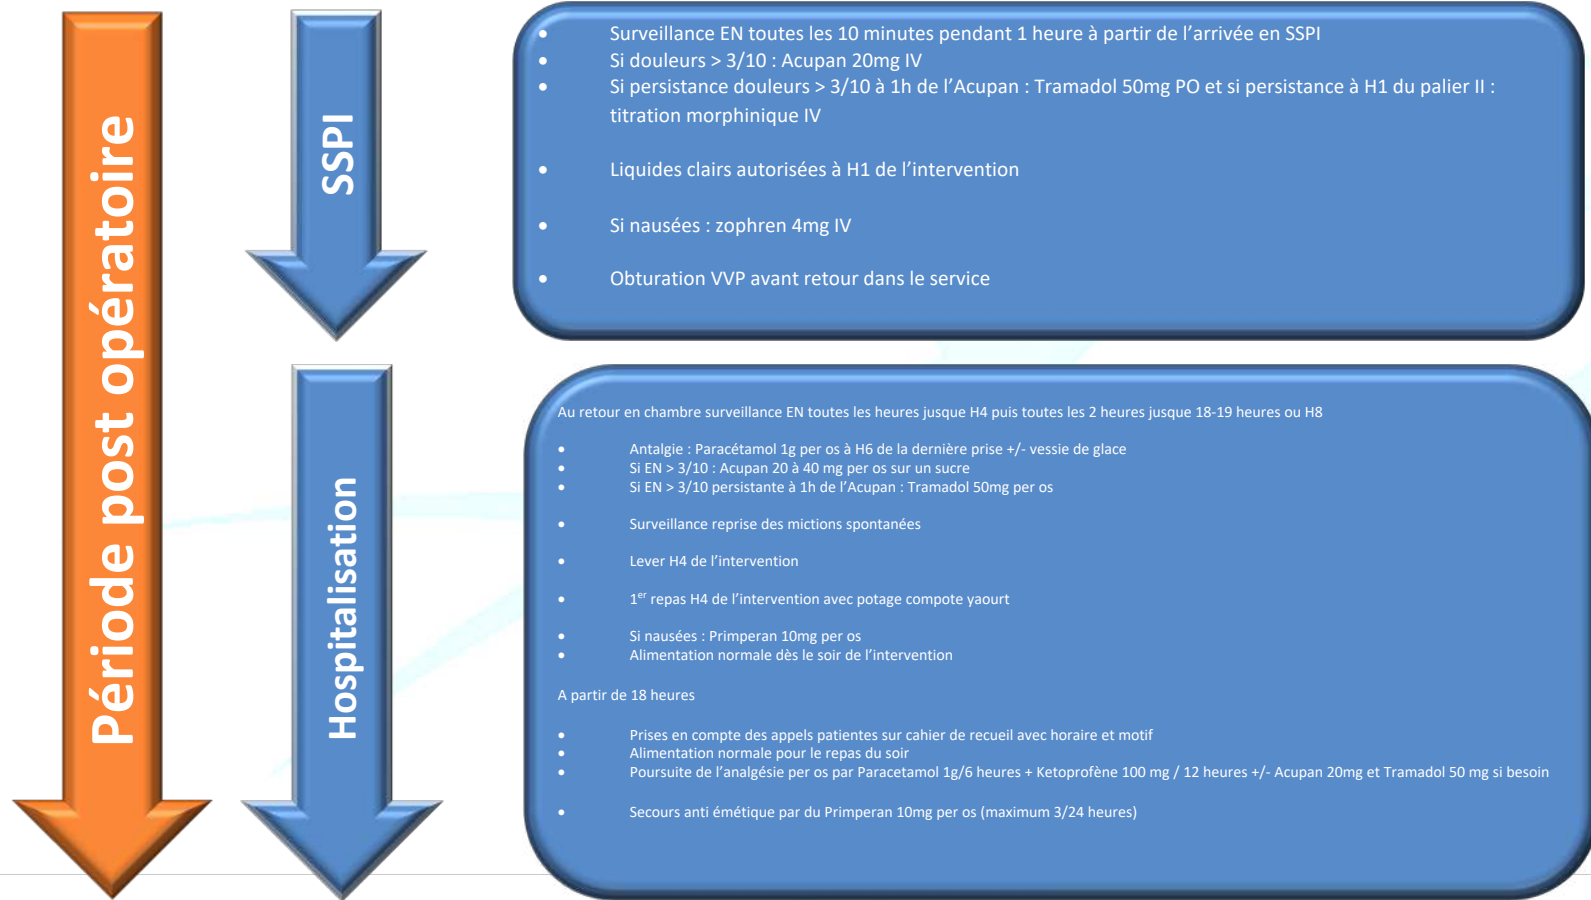 Période post opératoire
SSPI
• Surveillance EN toutes les 10 minutes pendant 1 heure à partir de l’arrivée en SSPI
• Si douleurs > 3/10 : Acupan 20mg IV
• Si persistance douleurs > 3/10 à 1h de l’Acupan : Tramadol 50mg PO et si persistance à H1 du palier II :
titration morphinique IV
• Liquides clairs autorisées à H1 de l’intervention
• Si nausées : zophren 4mg IV
• Obturation VVP avant retour dans le service
Hospitalisation
Au retour en chambre surveillance EN toutes les heures jusque H4 puis toutes les 2 heures jusque 18-19 heures ou H8
• Antalgie : Paracétamol 1g per os à H6 de la dernière prise +/- vessie de glace
• Si EN > 3/10 : Acupan 20 à 40 mg per os sur un sucre
• Si EN > 3/10 persistante à 1h de l’Acupan : Tramadol 50mg per os
• Surveillance reprise des mictions spontanées
• Lever H4 de l’intervention
• 1er repas H4 de l’intervention avec potage compote yaourt
• Si nausées : Primperan 10mg per os
• Alimentation normale dès le soir de l’intervention
A partir de 18 heures
• Prises en compte des appels patientes sur cahier de recueil avec horaire et motif
• Alimentation normale pour le repas du soir
• Poursuite de l’analgésie per os par Paracetamol 1g/6 heures + Ketoprofène 100 mg / 12 heures +/- Acupan 20mg et Tramadol 50 mg si besoin
• Secours anti émétique par du Primperan 10mg per os (maximum 3/24 heures)